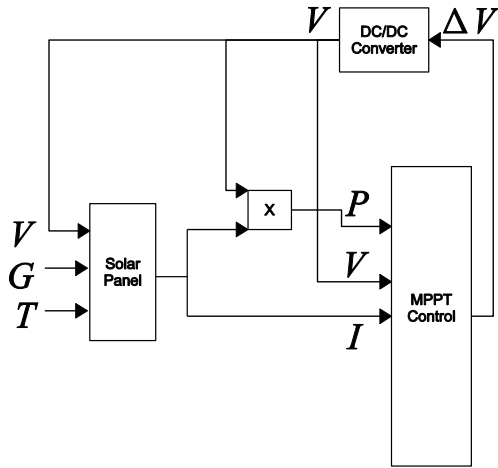 V
DC/DC
Converter
ΔV
X
P
V
Solar
Panel
G
V
T
MPPT
Control
I